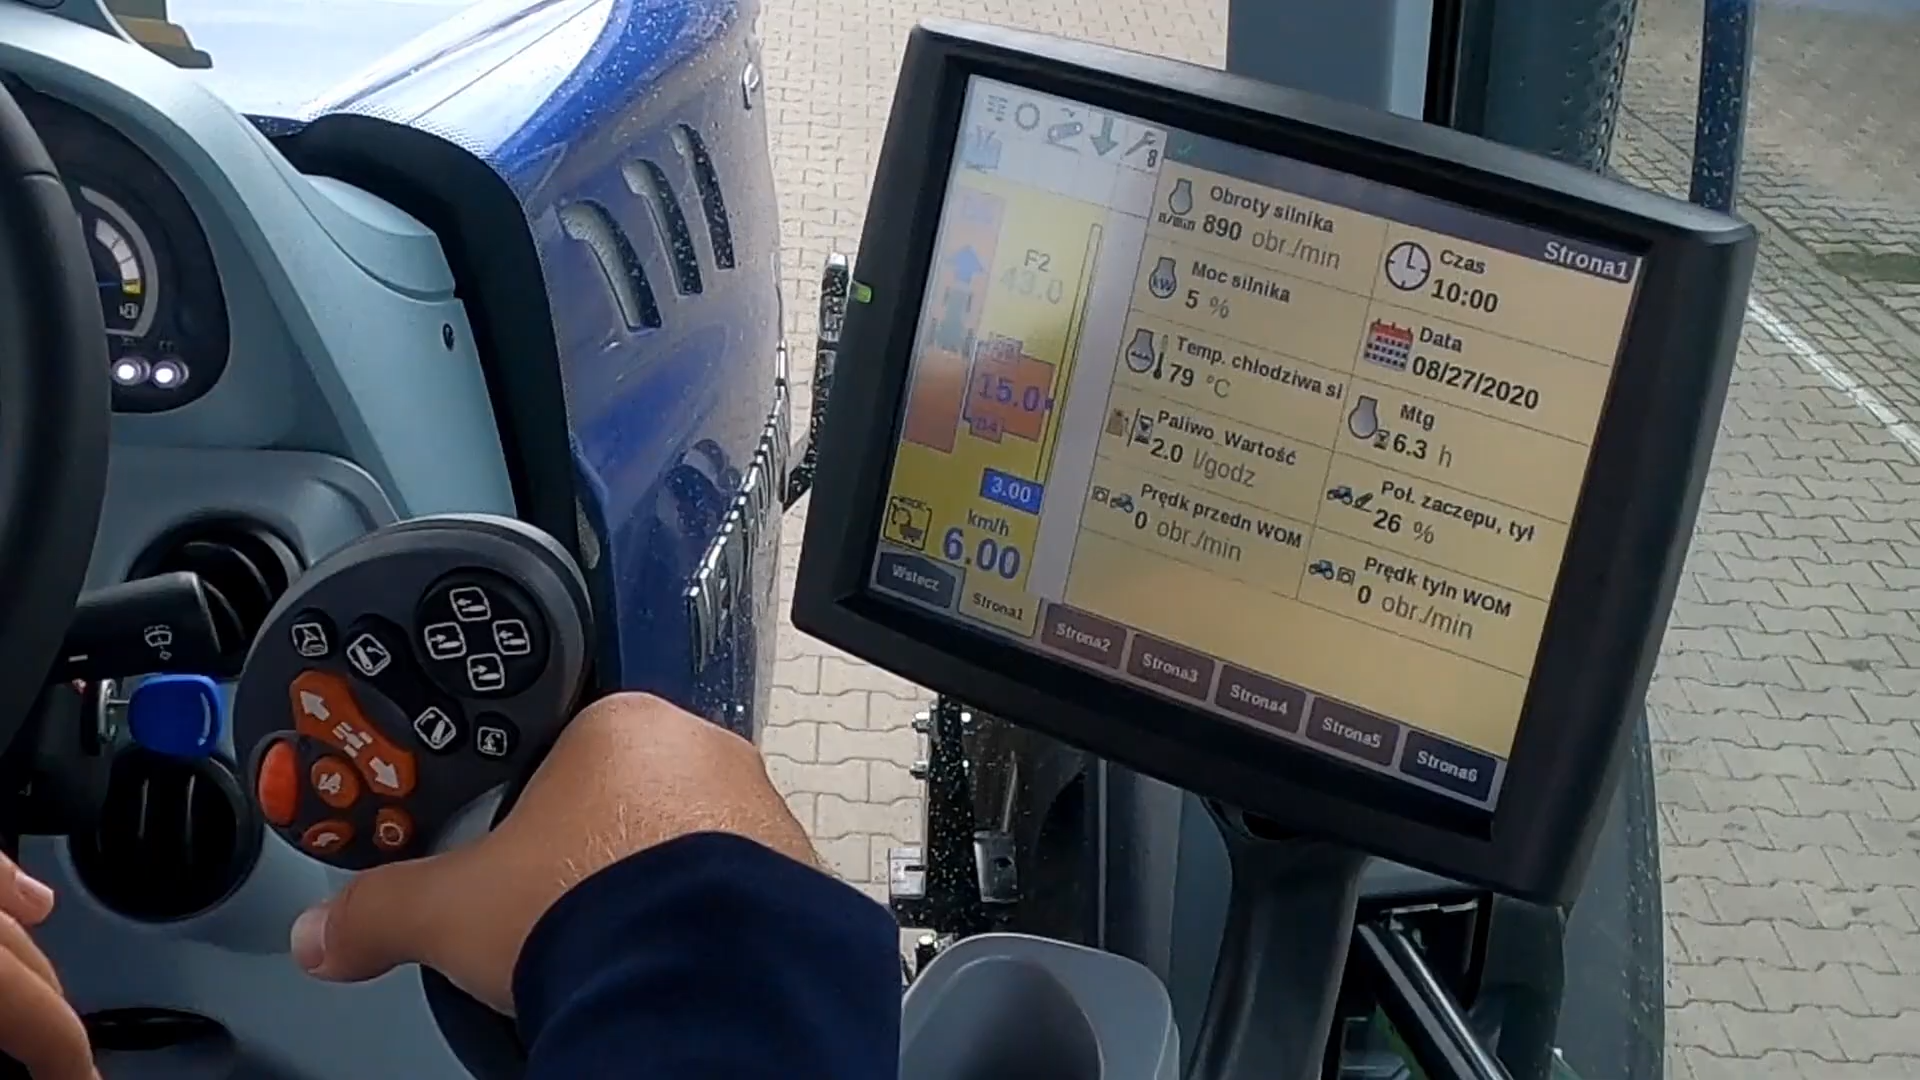 8
Strona1
Obroty silnika
n/min 890 obr./min
Czas
10:00
Moc silnika
kW
5 %
Data
08/27/2020
Temp. chłodziwa si
79 °C
Mtg
6.3 h
Paliwo_Wartość
2.0 l/godz
Poł. zaczepu, tył
26 %
Prędk przedn WOM
0 obr./min
Prędk tyln WOM
0 obr./min
F2
43.0
15.0
3.00
km/h
6.00
Wstecz
Strona1
Strona2
Strona3
Strona4
Strona5
Strona6